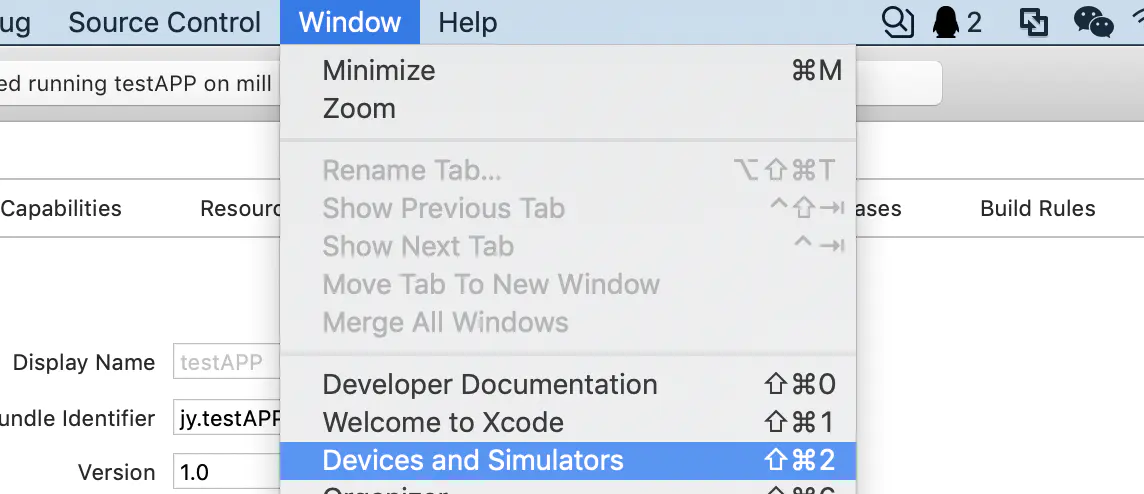 ug Source Control Window Help 2
ed running testAPP on mill
Minimize ⌘M
Zoom
Rename Tab... ⌥⇧⌘T
Capabilities Resourc Show Previous Tab ^⇧⇥ ases Build Rules
Show Next Tab ^⇥
Move Tab To New Window
Merge All Windows
Display Name testAPP
Developer Documentation ⇧⌘0
undle Identifier jy.testAPP
Welcome to Xcode ⇧⌘1
Devices and Simulators ⇧⌘2
Version 1.0
Organizer ⇧⌘6